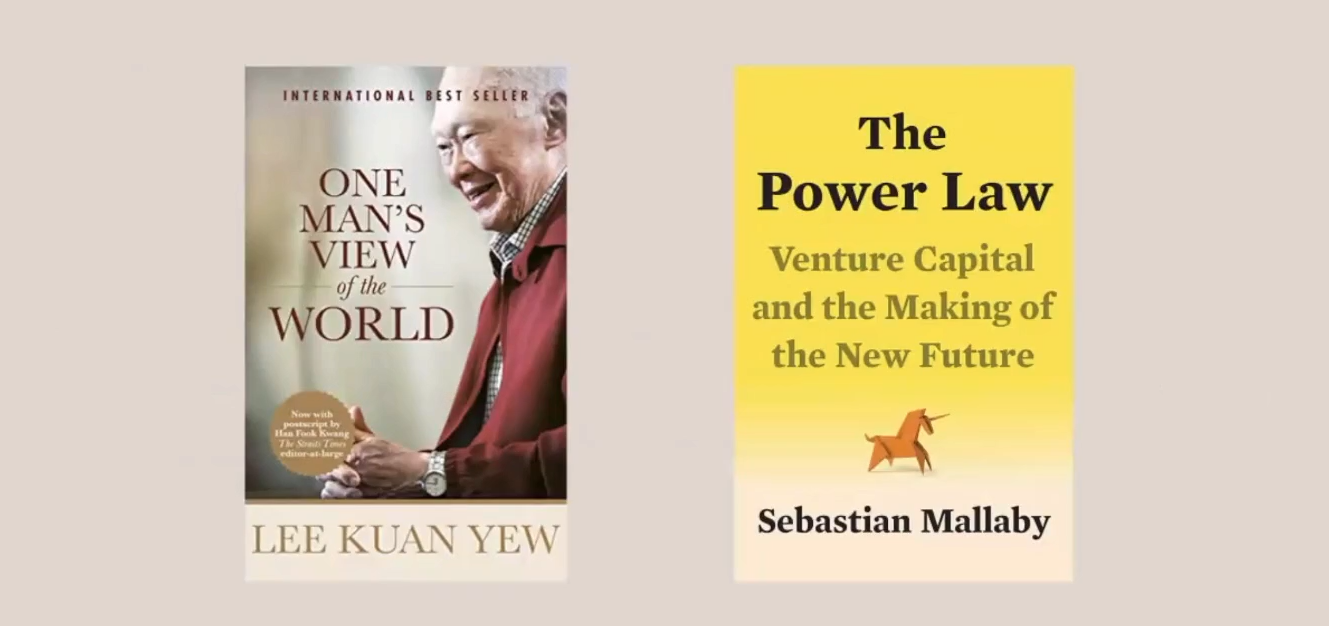 INTERNATIONAL BEST SELLER
ONE
MAN'S
VIEW
of the
WORLD
Now with
postscript by
Han Fook Kwang
The Straits Times
editor-at-large
LEE KUAN YEW
The
Power Law
Venture Capital
and the Making of
the New Future
Sebastian Mallaby